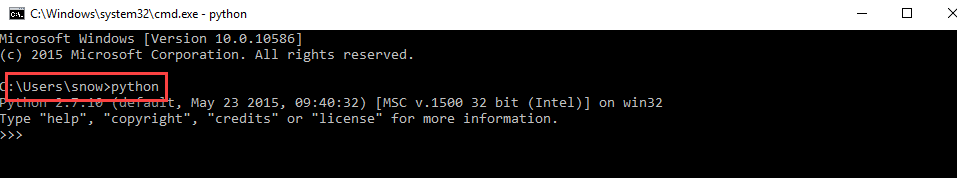 C:\Windows\system32\cmd.exe - python
Microsoft Windows [Version 10.0.10586]
(c) 2015 Microsoft Corporation. All rights reserved.
C:\Users\snow>python
Python 2.7.10 (default, May 23 2015, 09:40:32) [MSC v.1500 32 bit (Intel)] on win32
Type "help", "copyright", "credits" or "license" for more information.
>>>